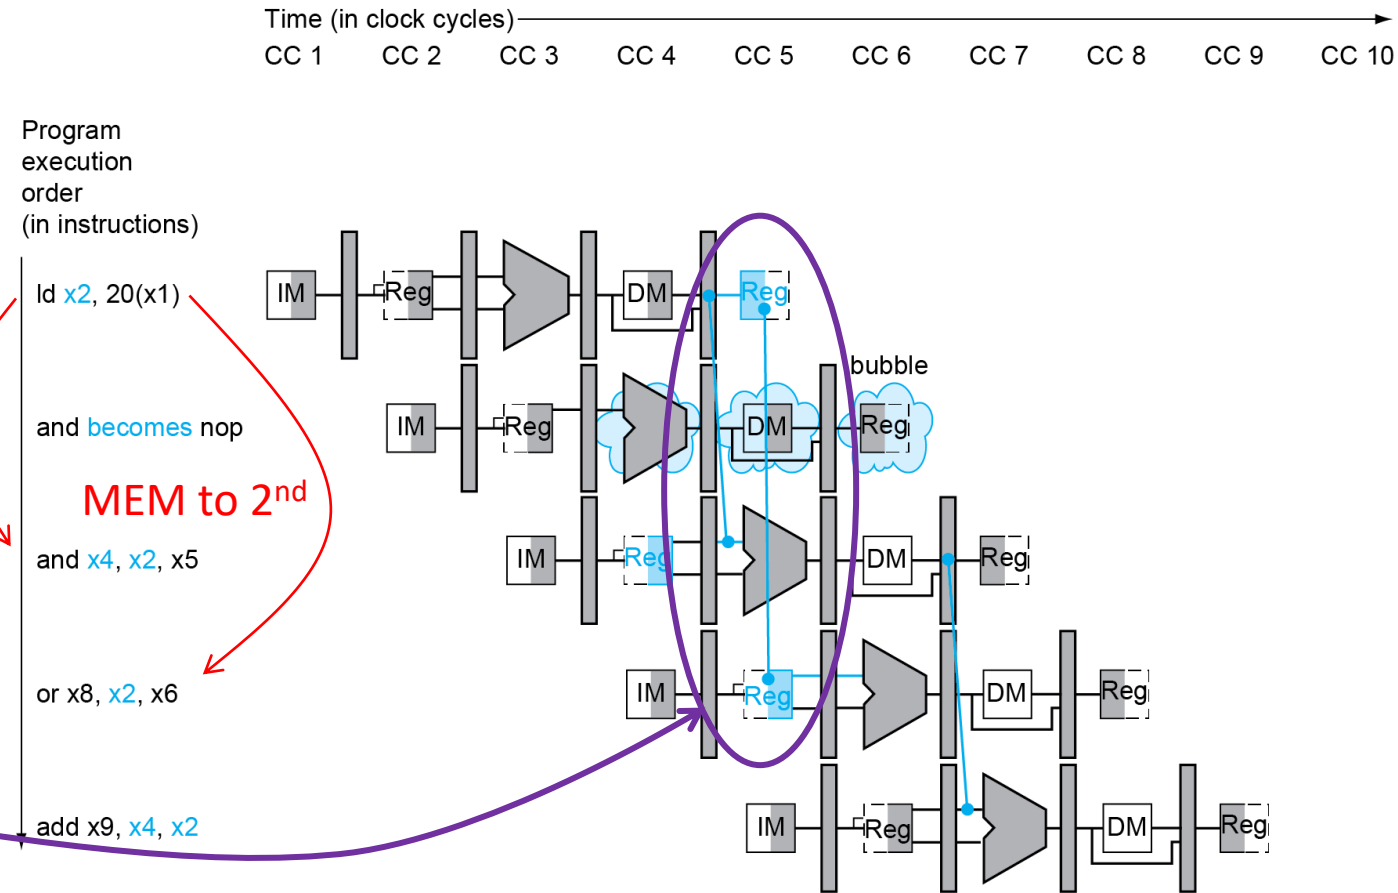 Time (in clock cycles)
CC 1 CC 2 CC 3 CC 4 CC 5 CC 6 CC 7 CC 8 CC 9 CC 10
Program
execution
order
(in instructions)
ld x2, 20(x1)
IM Reg DM Reg
bubble
and becomes nop
IM Reg DM Reg
MEM to 2nd
and x4, x2, x5
IM Reg DM Reg
or x8, x2, x6
IM Reg DM Reg
add x9, x4, x2
IM Reg DM Reg